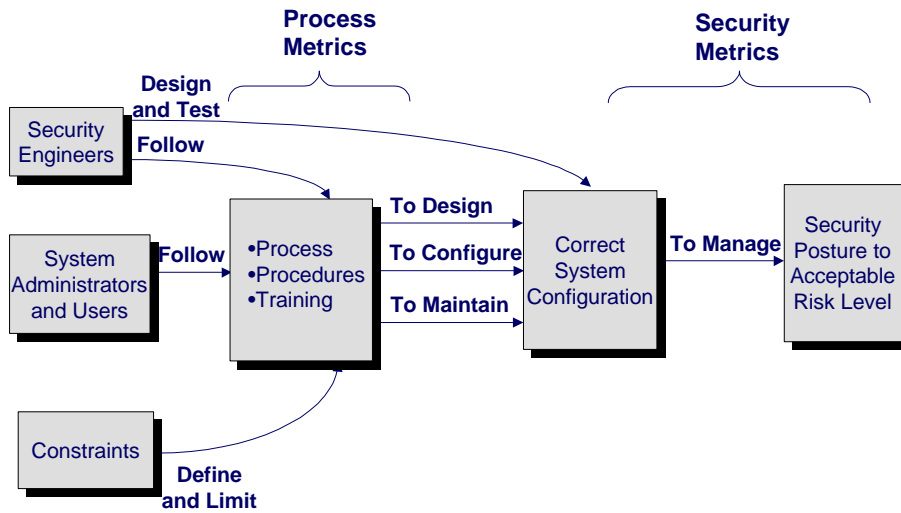 Process
Metrics
Security
Metrics
Design
and Test
Security
Engineers
Follow
To Design
•Process
•Procedures
•Training
System
Administrators
and Users
Follow
To Configure
Correct
System
Configuration
To Manage
Security
Posture to
Acceptable
Risk Level
To Maintain
Constraints
Define
and Limit